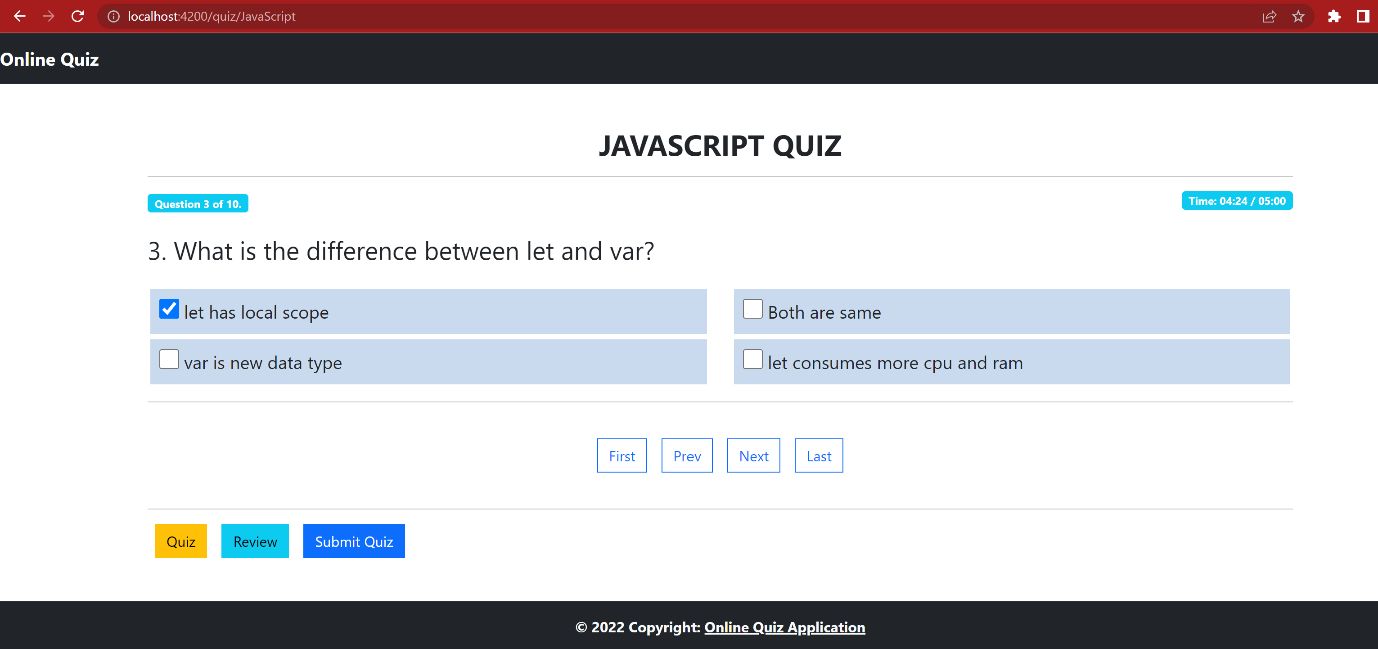 localhost:4200/quiz/JavaScript
Online Quiz
JAVASCRIPT QUIZ
Question 3 of 10.
Time: 04:24 / 05:00
3. What is the difference between let and var?
let has local scope
Both are same
var is new data type
let consumes more cpu and ram
First Prev Next Last
Quiz Review Submit Quiz
© 2022 Copyright: Online Quiz Application